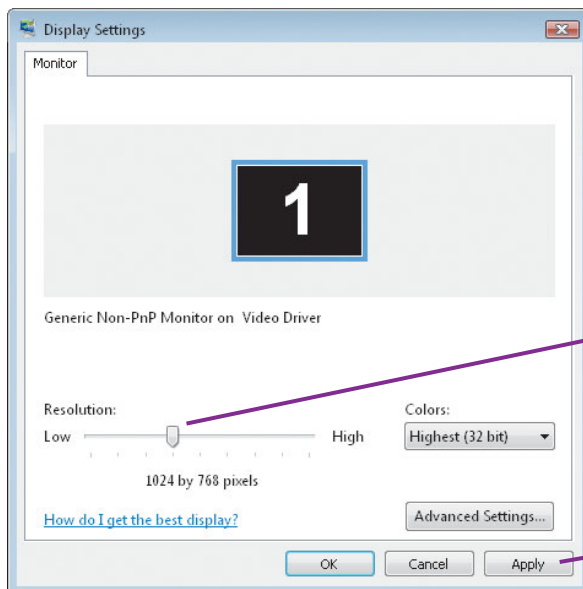 Display Settings
Monitor
1
Generic Non-PnP Monitor on Video Driver
Resolution:
Colors:
Low
High
Highest (32 bit)
1024 by 768 pixels
How do I get the best display?
Advanced Settings...
OK
Cancel
Apply